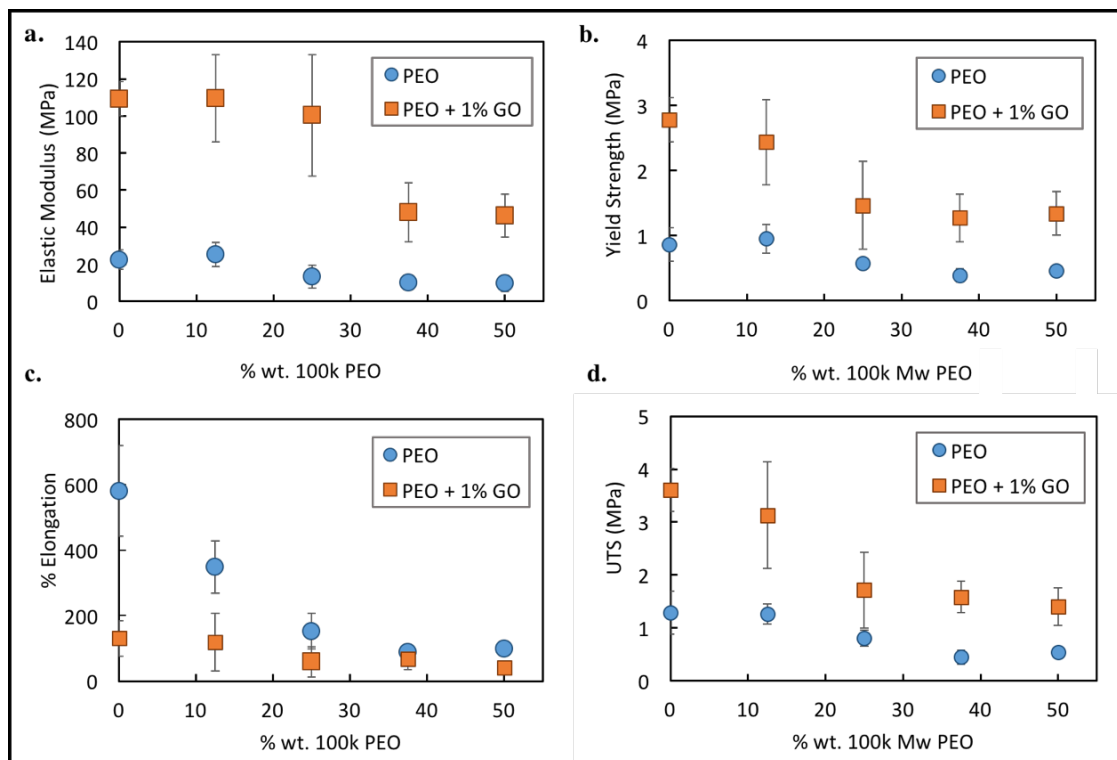 a.
140
120
100
80
60
40
20
0
Elastic Modulus (MPa)
PEO
PEO + 1% GO
0 10 20 30 40 50
% wt. 100k PEO
b.
4
3
2
1
0
Yield Strength (MPa)
PEO
PEO + 1% GO
0 10 20 30 40 50
% wt. 100k Mw PEO
c.
800
600
400
200
0
% Elongation
PEO
PEO + 1% GO
0 10 20 30 40 50
% wt. 100k PEO
d.
5
4
3
2
1
0
UTS (MPa)
PEO
PEO + 1% GO
0 10 20 30 40 50
% wt. 100k Mw PEO